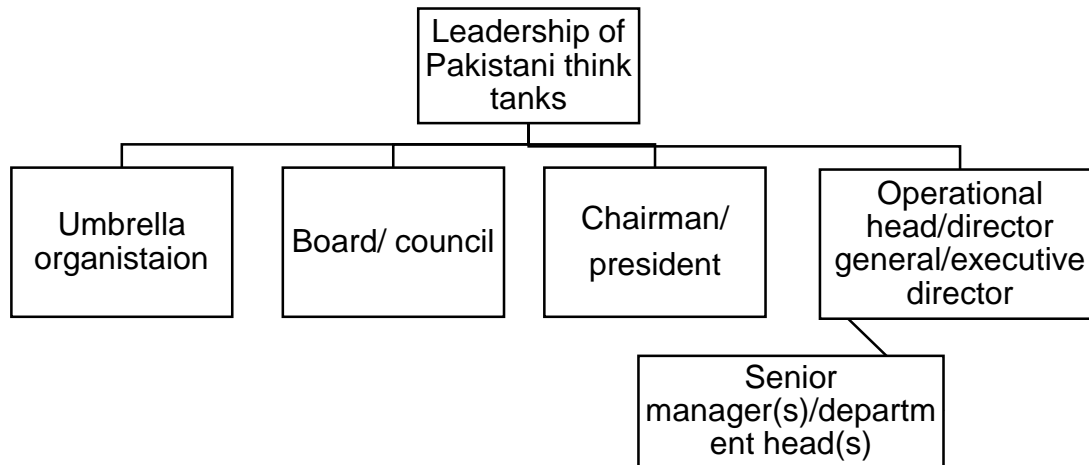 Leadership of
Pakistani think
tanks
Umbrella
organistaion
Board/ council
Chairman/
president
Operational
head/director
general/executive
director
Senior
manager(s)/departm
ent head(s)